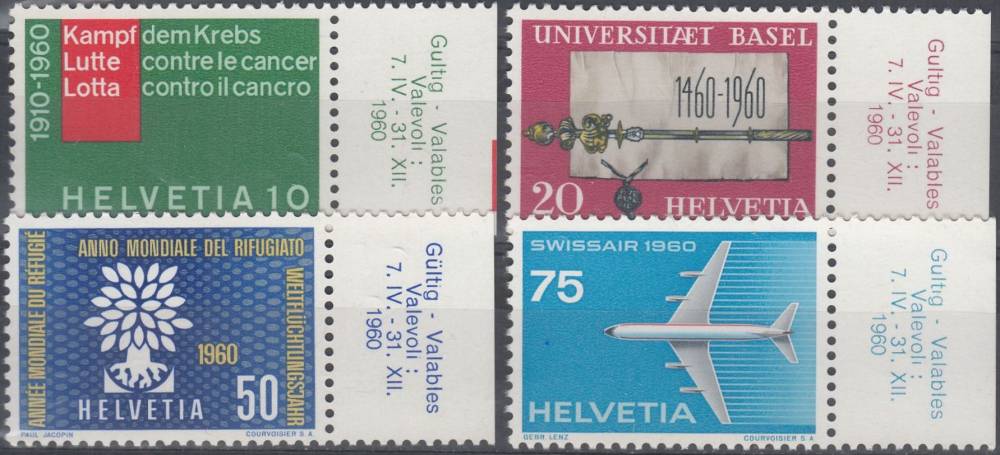 1910-1960
Kampf dem Krebs
Lutte contre le cancer
Lotta contro il cancro
HELVETIA 10
Gultig - Valables
Valevoli :
7. IV. - 31. XII.
1960
UNIVERSITÆT BASEL
1460-1960
20 HELVETIA
Gultig - Valables
Valevoli :
7. IV. - 31. XII.
1960
ANNÉE MONDIALE DU RÉFUGIÉ
ANNO MONDIALE DEL RIFUGIATO
WELTFLÜCHTLINGSJAHR
1960
HELVETIA 50
PAUL JACOPIN COURVOISIER S A
Gültig - Valables
Valevoli :
7. IV. - 31. XII.
1960
SWISSAIR 1960
75
HELVETIA
GEBR LENZ COURVOISIER S A
Gultig - Valables
Valevoli :
7. IV. - 31. XII.
1960